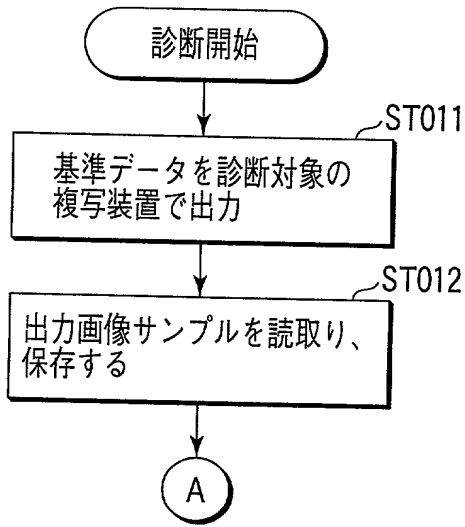 診断開始
ST011
基準データを診断対象の
複写装置で出力
ST012
出力画像サンプルを読取り、
保存する
A